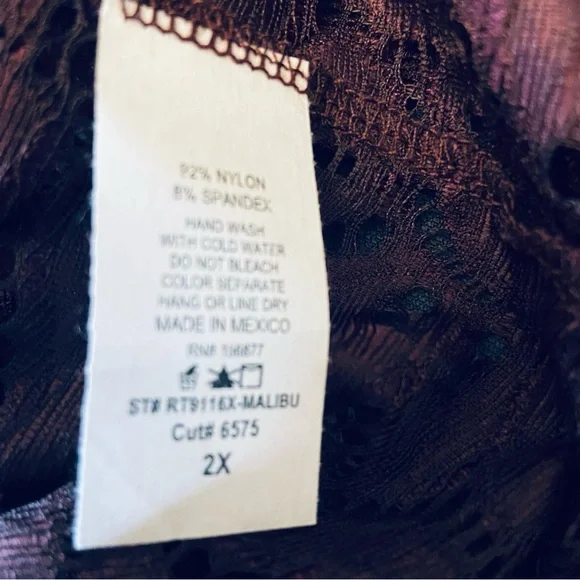 92% NYLON
8% SPANDEX
HAND WASH
WITH COLD WATER
DO NOT BLEACH
COLOR SEPARATE
HANG OR LINE DRY
MADE IN MEXICO
RN#
ST# RT9116X-MALIBU
Cut# 6575
2X